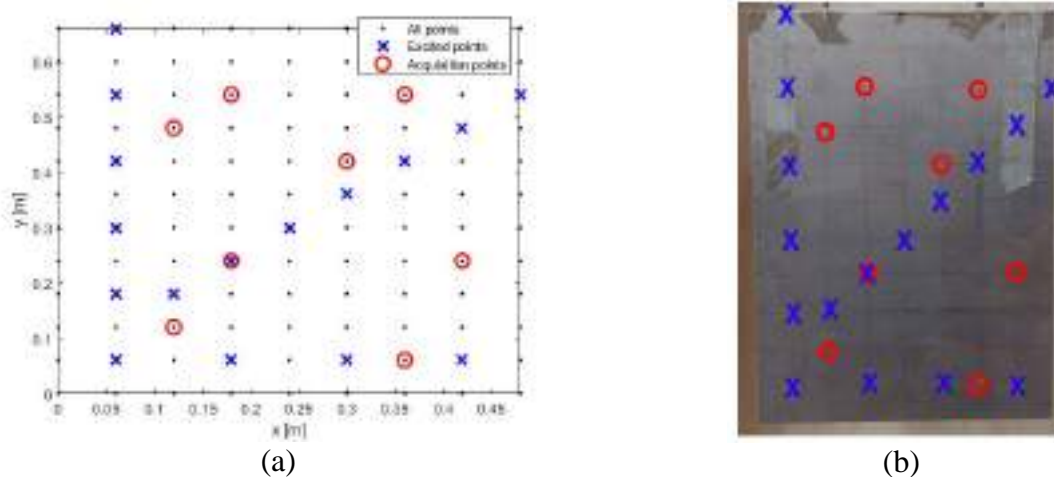 All points
Excited points
Acquisition points
0.6
0.5
0.4
0.3
0.2
0.1
0
y [m]
0 0.05 0.1 0.15 0.2 0.25 0.3 0.35 0.4 0.45
x [m]
(a)
(b)